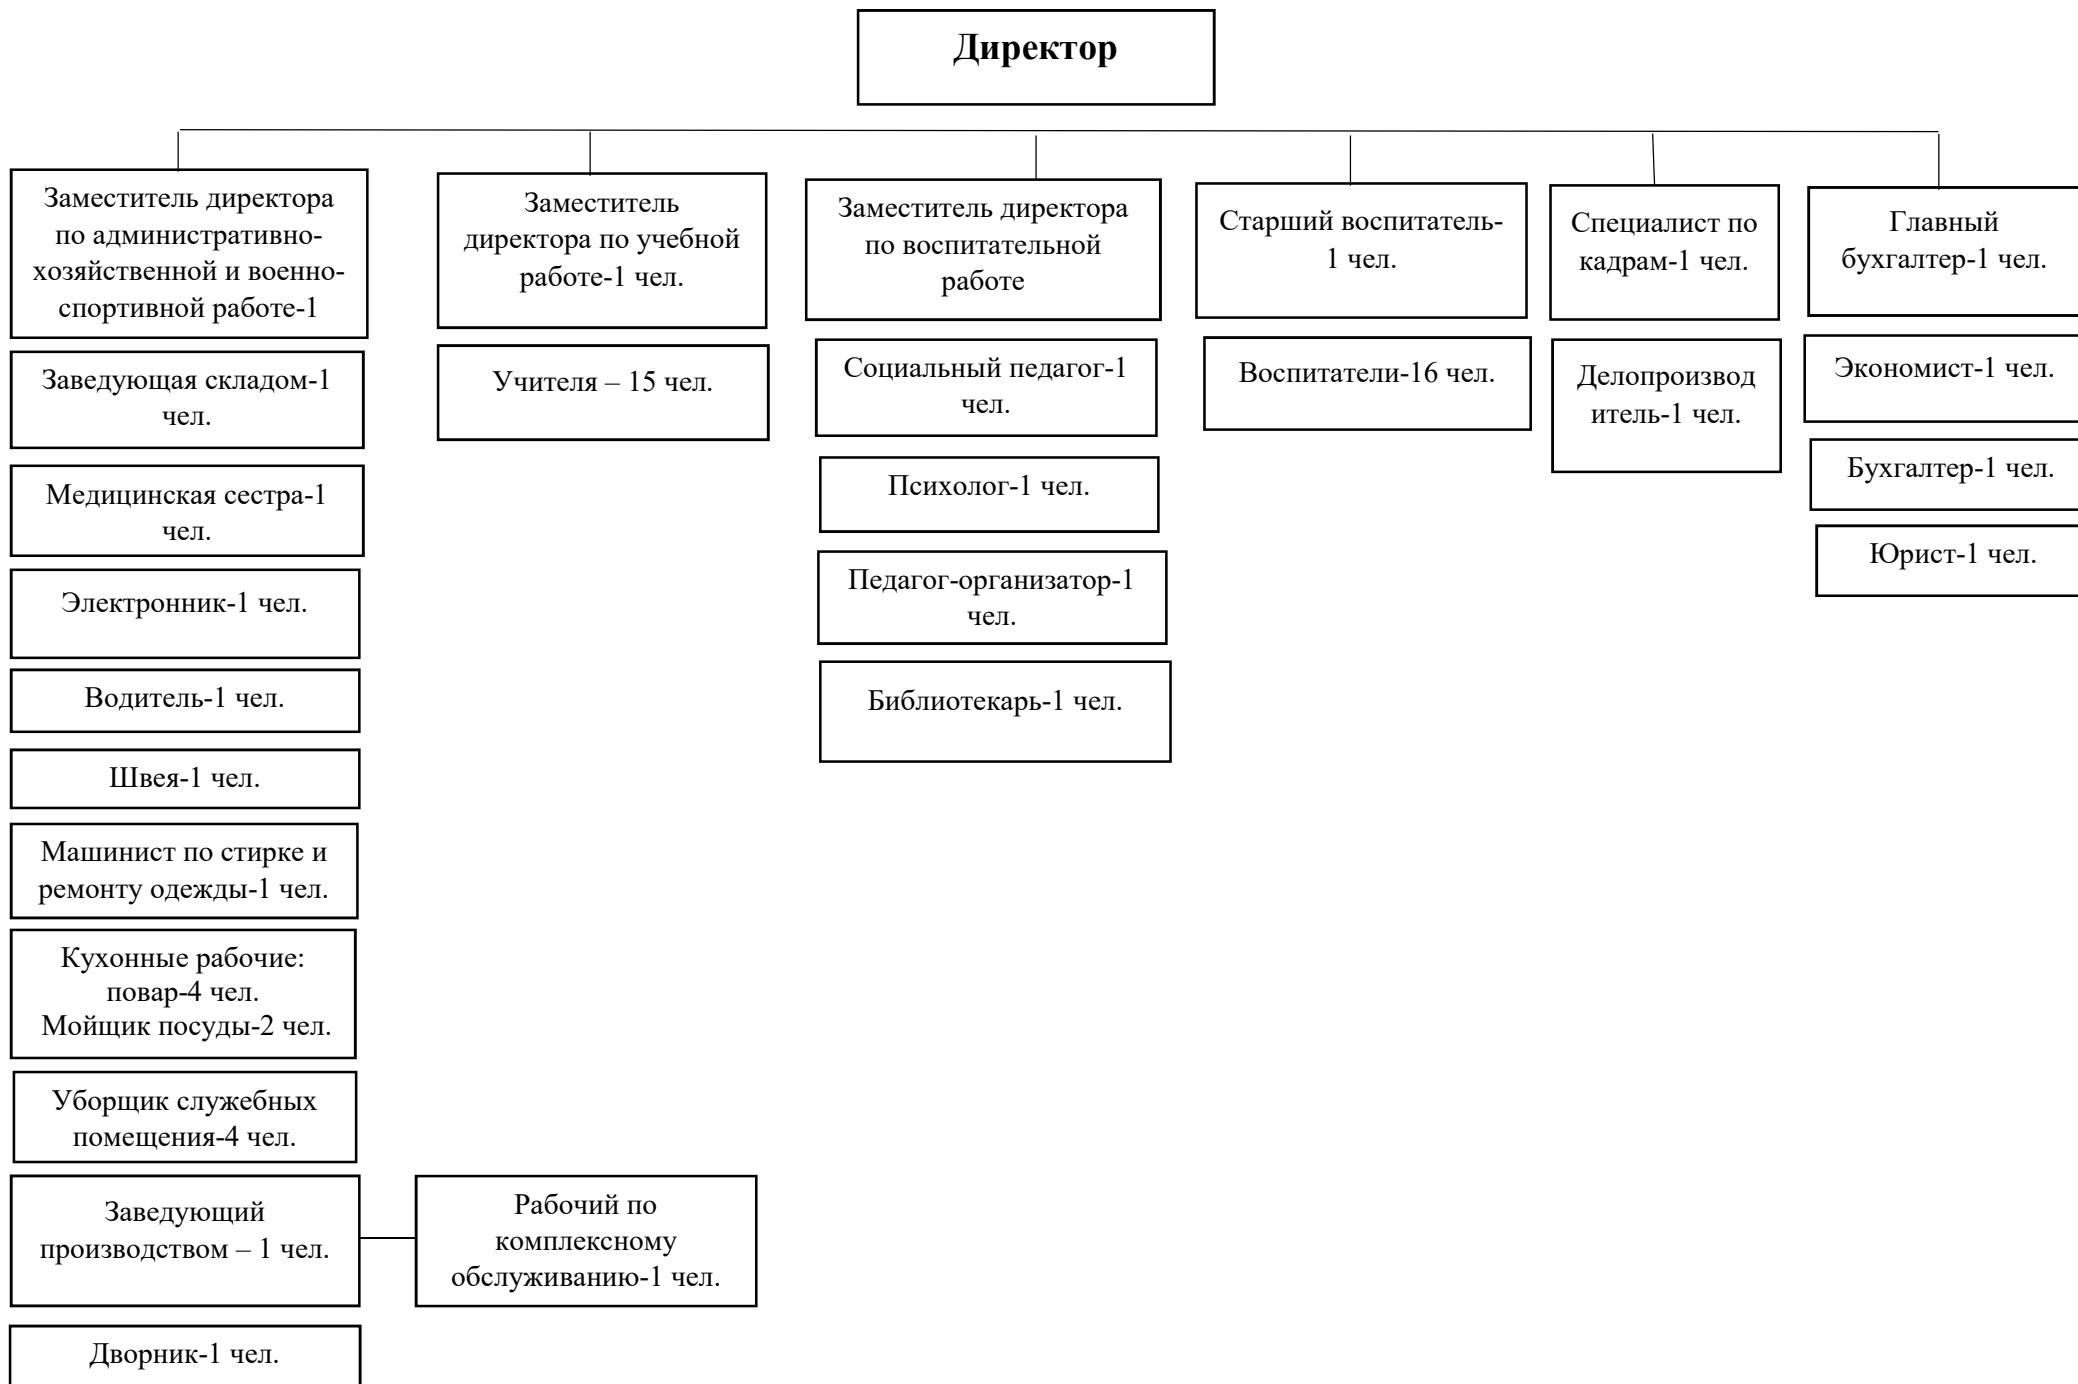 Директор
Заместитель директора
по административно-
хозяйственной и военно-
спортивной работе-1
Заместитель
директора по учебной
работе-1 чел.
Заместитель директора
по воспитательной
работе
Старший воспитатель-
1 чел.
Специалист по
кадрам-1 чел.
Главный
бухгалтер-1 чел.
Заведующая складом-1
чел.
Учителя – 15 чел.
Социальный педагог-1
чел.
Воспитатели-16 чел.
Делопроизвод
итель-1 чел.
Экономист-1 чел.
Медицинская сестра-1
чел.
Психолог-1 чел.
Бухгалтер-1 чел.
Электронник-1 чел.
Педагог-организатор-1
чел.
Юрист-1 чел.
Водитель-1 чел.
Библиотекарь-1 чел.
Швея-1 чел.
Машинист по стирке и
ремонту одежды-1 чел.
Кухонные рабочие:
повар-4 чел.
Мойщик посуды-2 чел.
Уборщик служебных
помещения-4 чел.
Заведующий
производством – 1 чел.
Рабочий по
комплексному
обслуживанию-1 чел.
Дворник-1 чел.